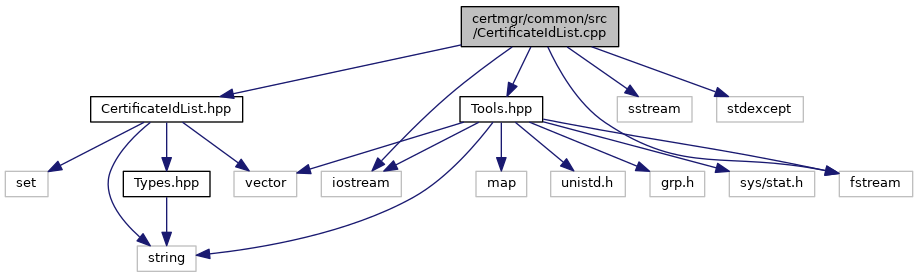 certmgr/common/src
/CertificateIdList.cpp
CertificateIdList.hpp
Tools.hpp
sstream
stdexcept
set
Types.hpp
vector
iostream
map
unistd.h
grp.h
sys/stat.h
fstream
string